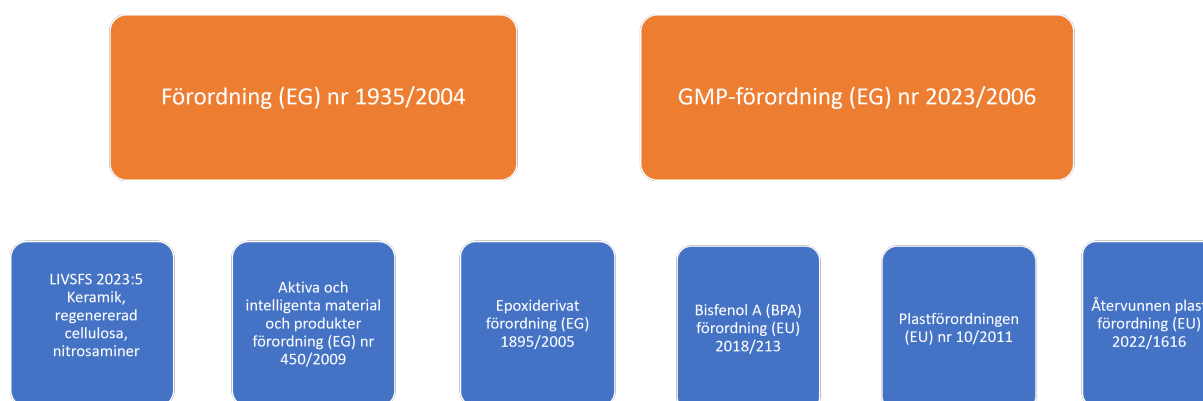 Förordning (EG) nr 1935/2004
GMP-förordning (EG) nr 2023/2006
LIVSFS 2023:5
Keramik,
regenererad
cellulosa,
nitrosaminer
Aktiva och
intelligenta material
och produkter
förordning (EG) nr
450/2009
Epoxiderivat
förordning (EG)
1895/2005
Bisfenol A (BPA)
förordning (EU)
2018/213
Plastförordningen
(EU) nr 10/2011
Återvunnen plast
förordning (EU)
2022/1616